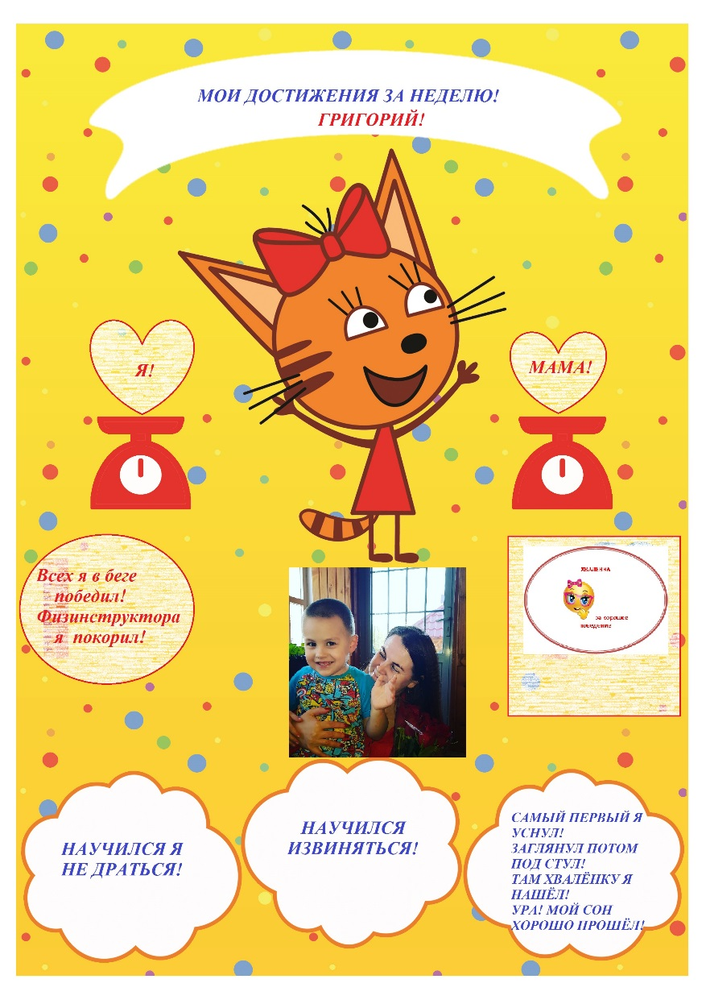 МОИ ДОСТИЖЕНИЯ ЗА НЕДЕЛЮ!
ГРИГОРИЙ!
Я!
МАМА!
Всех я в беге
победил!
Физинструктора
я покорил!
ХВАЛЕНКА
за хорошее
поведение
НАУЧИЛСЯ Я
НЕ ДРАТЬСЯ!
НАУЧИЛСЯ
ИЗВИНЯТЬСЯ!
САМЫЙ ПЕРВЫЙ Я
УСНУЛ!
ЗАГЛЯНУЛ ПОТОМ
ПОД СТУЛ!
ТАМ ХВАЛЁНКУ Я
НАШЁЛ!
УРА! МОЙ СОН
ХОРОШО ПРОШЁЛ!